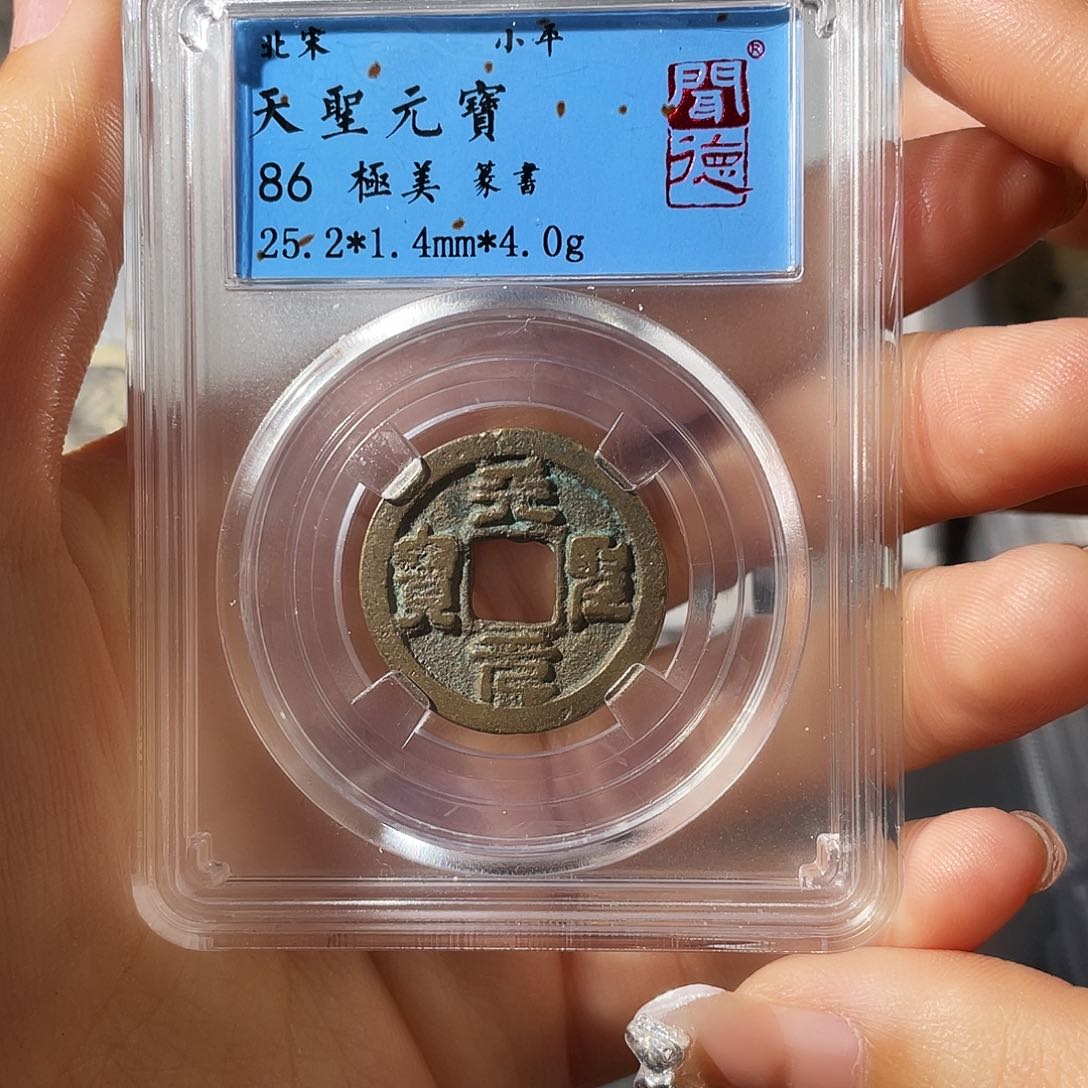 北宋 小平
天聖元寶
86 極美 篆書
25.2*1.4mm*4.0g
聞德
®
天聖元寶